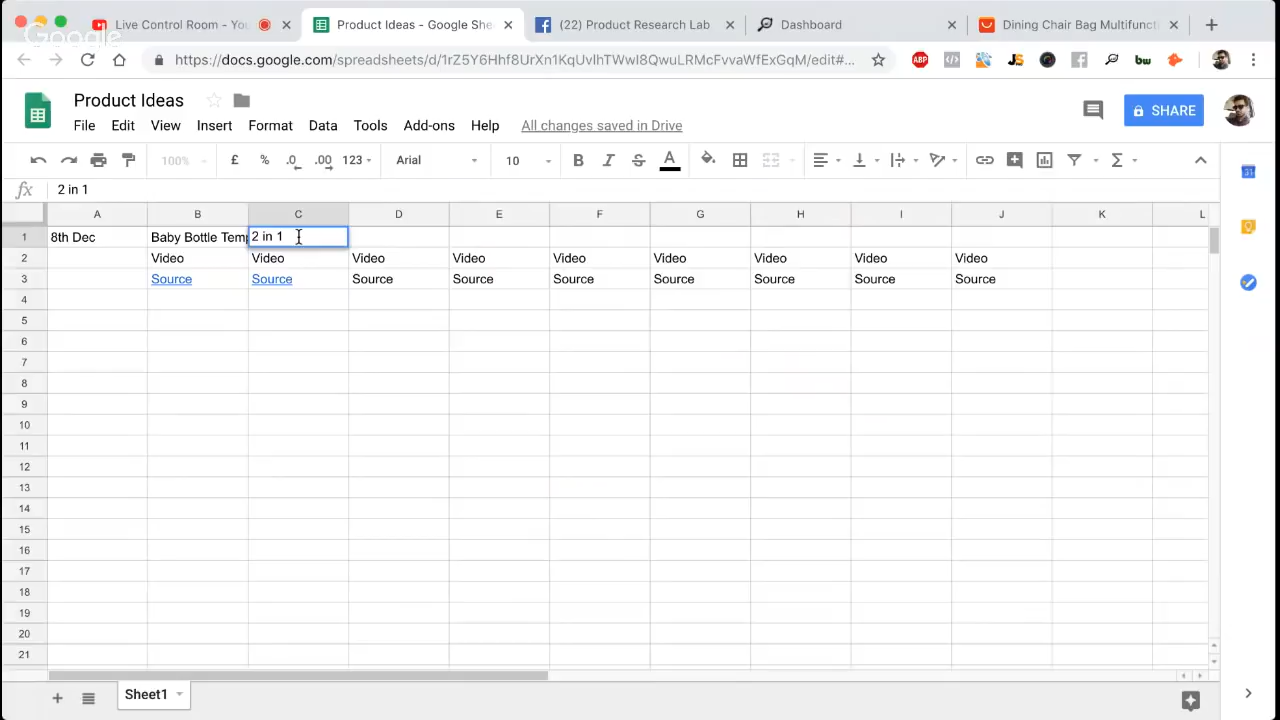 Live Control Room - You
Product Ideas - Google She
(22) Product Research Lab
Dashboard
Dining Chair Bag Multifunct
Google
https://docs.google.com/spreadsheets/d/1rZ5Y6Hhf8
rXn1KqUvIhTWwI8QwuLRMcFvvaWfExGqM/edit#...
Product Ideas
SHARE
File Edit View Insert Format Data Tools Add-ons Help All changes saved in Drive
100% £ % .0 .00 123 Arial 10 B I S A
fx 2 in 1
A B C D E F G H I J K L
1 8th Dec Baby Bottle Temp 2 in 1
2 Video Video Video Video Video Video Video Video Video
3 Source Source Source Source Source Source Source Source Source
4
5
6
7
8
9
10
11
12
13
14
15
16
17
18
19
20
21
Sheet1